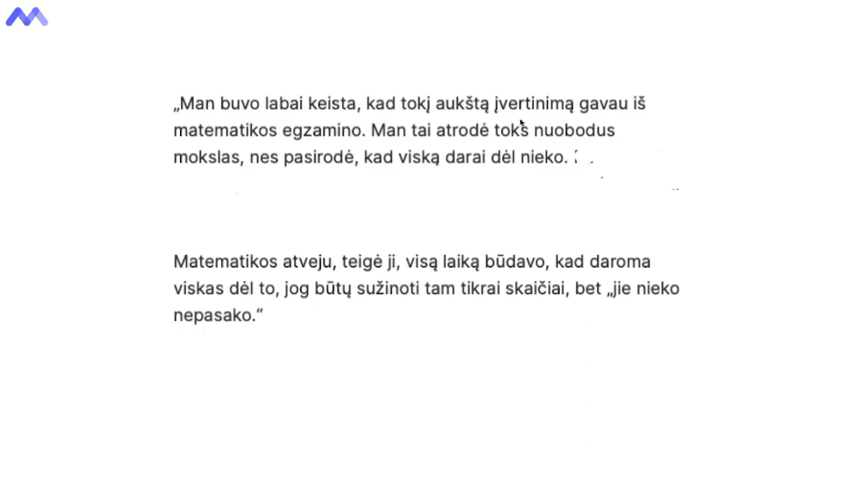 „Man buvo labai keista, kad tokį aukštą įvertinimą gavau iš
matematikos egzamino. Man tai atrodė toks nuobodus
mokslas, nes pasirodė, kad viską darai dėl nieko.
Matematikos atveju, teigė ji, visą laiką būdavo, kad daroma
viskas dėl to, jog būtų sužinoti tam tikrai skaičiai, bet „jie nieko
nepasako.“